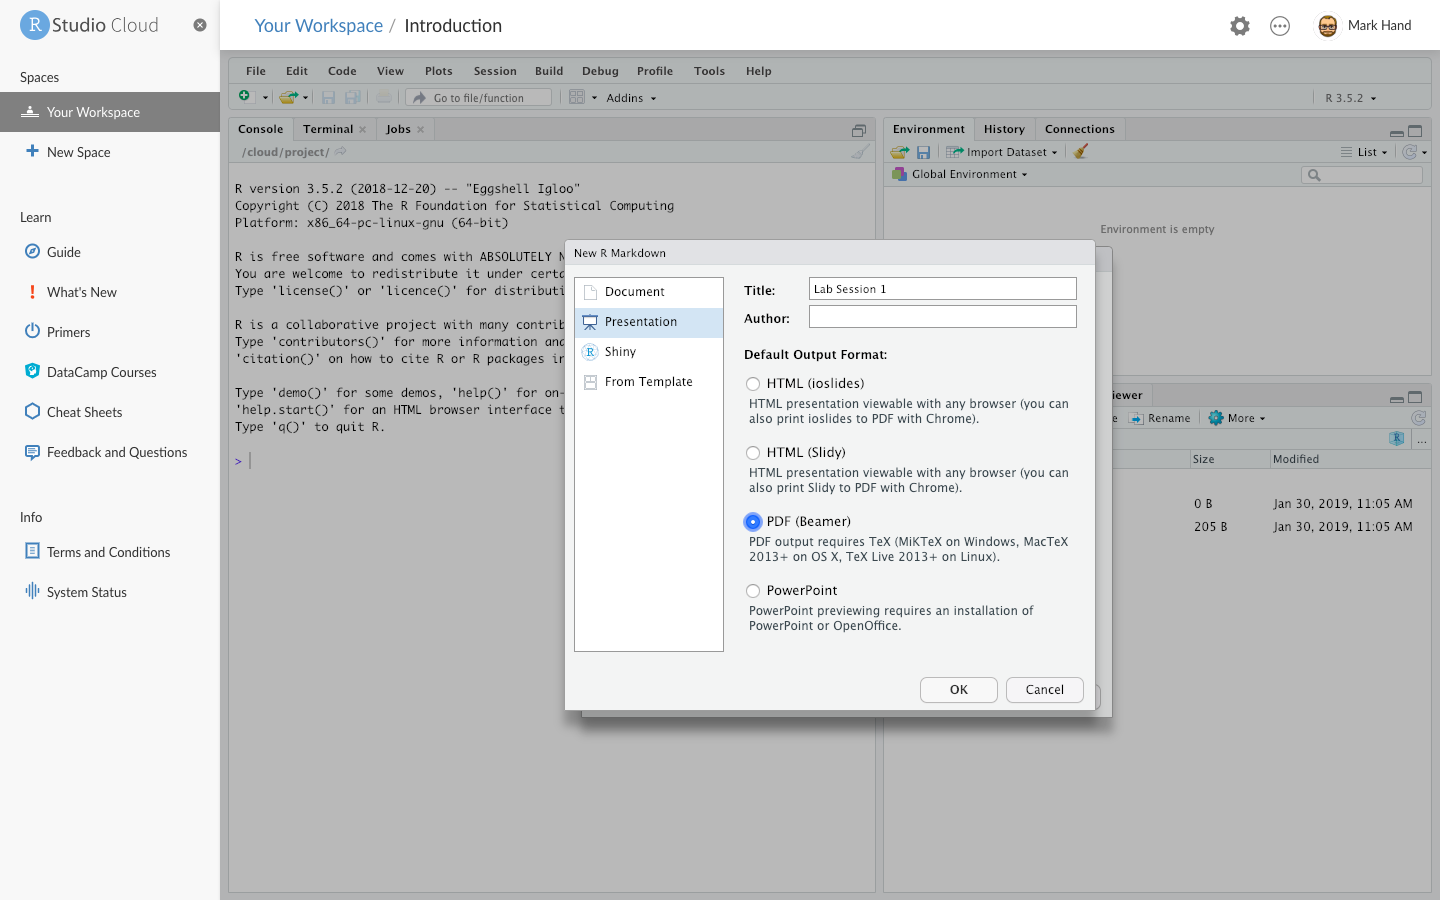 R Studio Cloud
Your Workspace / Introduction
Mark Hand
Spaces
Your Workspace
New Space
Learn
Guide
What's New
Primers
DataCamp Courses
Cheat Sheets
Feedback and Questions
Info
Terms and Conditions
System Status
File Edit Code View Plots Session Build Debug Profile Tools Help
Go to file/function Addins R 3.5.2
Console Terminal Jobs
/cloud/project/
R version 3.5.2 (2018-12-20) -- "Eggshell Igloo"
Copyright (C) 2018 The R Foundation for Statistical Computing
Platform: x86_64-pc-linux-gnu (64-bit)
R is free software and comes with ABSOLUTELY N
You are welcome to redistribute it under certa
Type 'license()' or 'licence()' for distributi
R is a collaborative project with many contrib
Type 'contributors()' for more information and
'citation()' on how to cite R or R packages in
Type 'demo()' for some demos, 'help()' for on-
'help.start()' for an HTML browser interface t
Type 'q()' to quit R.
>
Environment History Connections
Import Dataset List
Global Environment
Environment is empty
New R Markdown
Document
Presentation
R Shiny
From Template
Title: Lab Session 1
Author:
Default Output Format:
HTML (ioslides)
HTML presentation viewable with any browser (you can
also print ioslides to PDF with Chrome).
HTML (Slidy)
HTML presentation viewable with any browser (you can
also print Slidy to PDF with Chrome).
PDF (Beamer)
PDF output requires TeX (MiKTeX on Windows, MacTeX
2013+ on OS X, TeX Live 2013+ on Linux).
PowerPoint
PowerPoint previewing requires an installation of
PowerPoint or OpenOffice.
OK Cancel
iewer
e Rename More
R ...
Size Modified
0 B Jan 30, 2019, 11:05 AM
205 B Jan 30, 2019, 11:05 AM